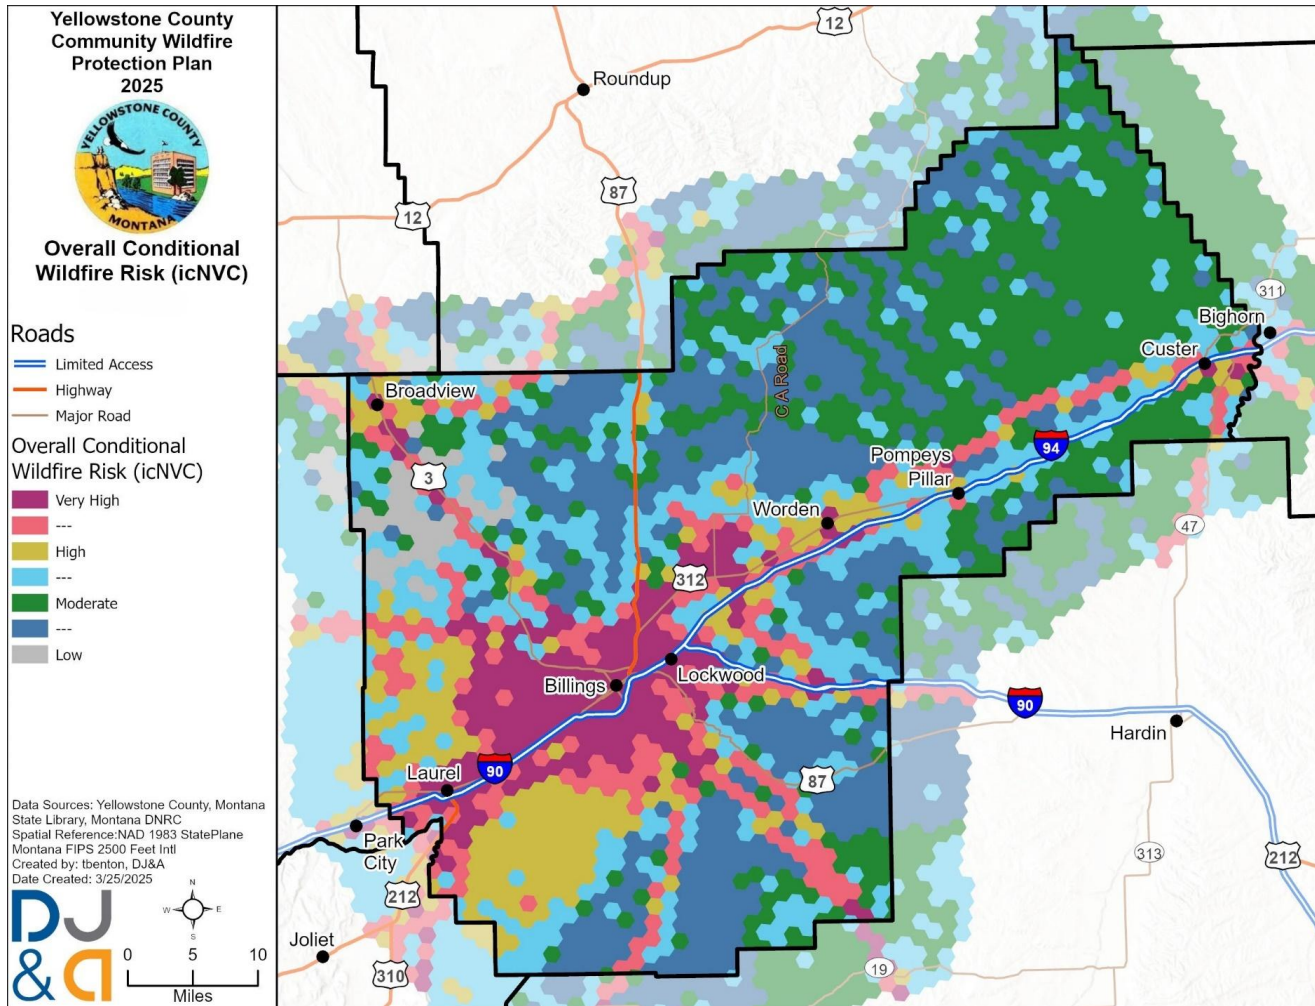 Yellowstone County
Community Wildfire
Protection Plan
2025
YELLOWSTONE COUNTY
MONTANA
Overall Conditional
Wildfire Risk (icNVC)
Roads
Limited Access
Highway
Major Road
Overall Conditional
Wildfire Risk (icNVC)
Very High
---
High
---
Moderate
---
Low
Data Sources: Yellowstone County, Montana
State Library, Montana DNRC
Spatial Reference:NAD 1983 StatePlane
Montana FIPS 2500 Feet Intl
Created by: tbenton, DJ&A
Date Created: 3/25/2025
DJ
&a
N
W E
S
0 5 10
Miles
12
Roundup
87
12
311
Bighorn
Custer
Broadview
C A Road
94
3
Pompeys
Pillar
Worden
47
312
Lockwood
Billings
90
Hardin
90
87
Laurel
Park
City
313
212
212
Joliet
310
19